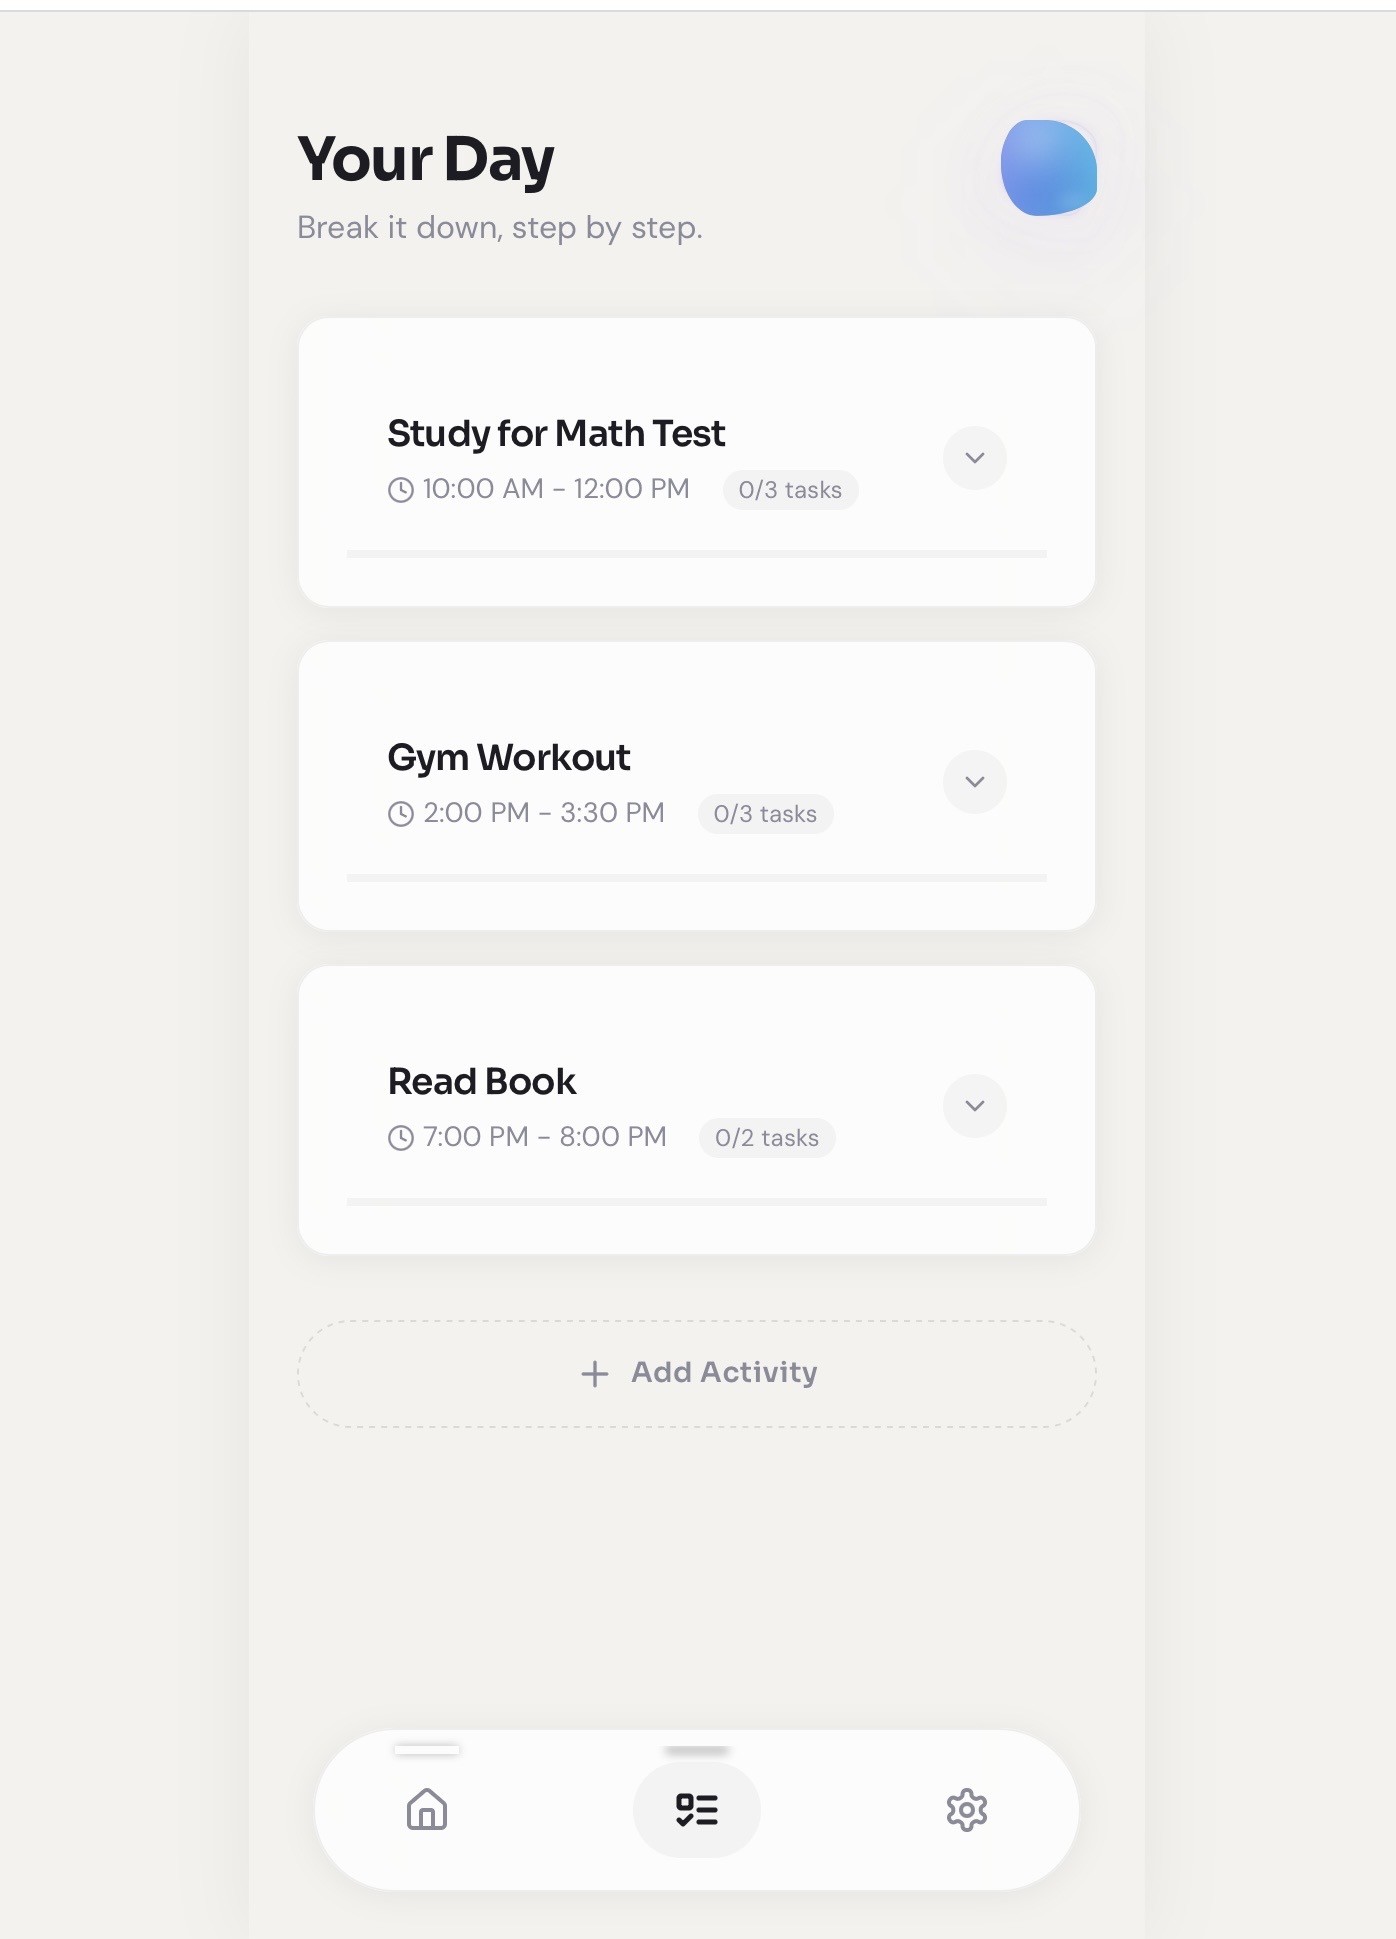 Your Day
Break it down, step by step.
Study for Math Test
10:00 AM – 12:00 PM 0/3 tasks
Gym Workout
2:00 PM – 3:30 PM 0/3 tasks
Read Book
7:00 PM – 8:00 PM 0/2 tasks
Add Activity